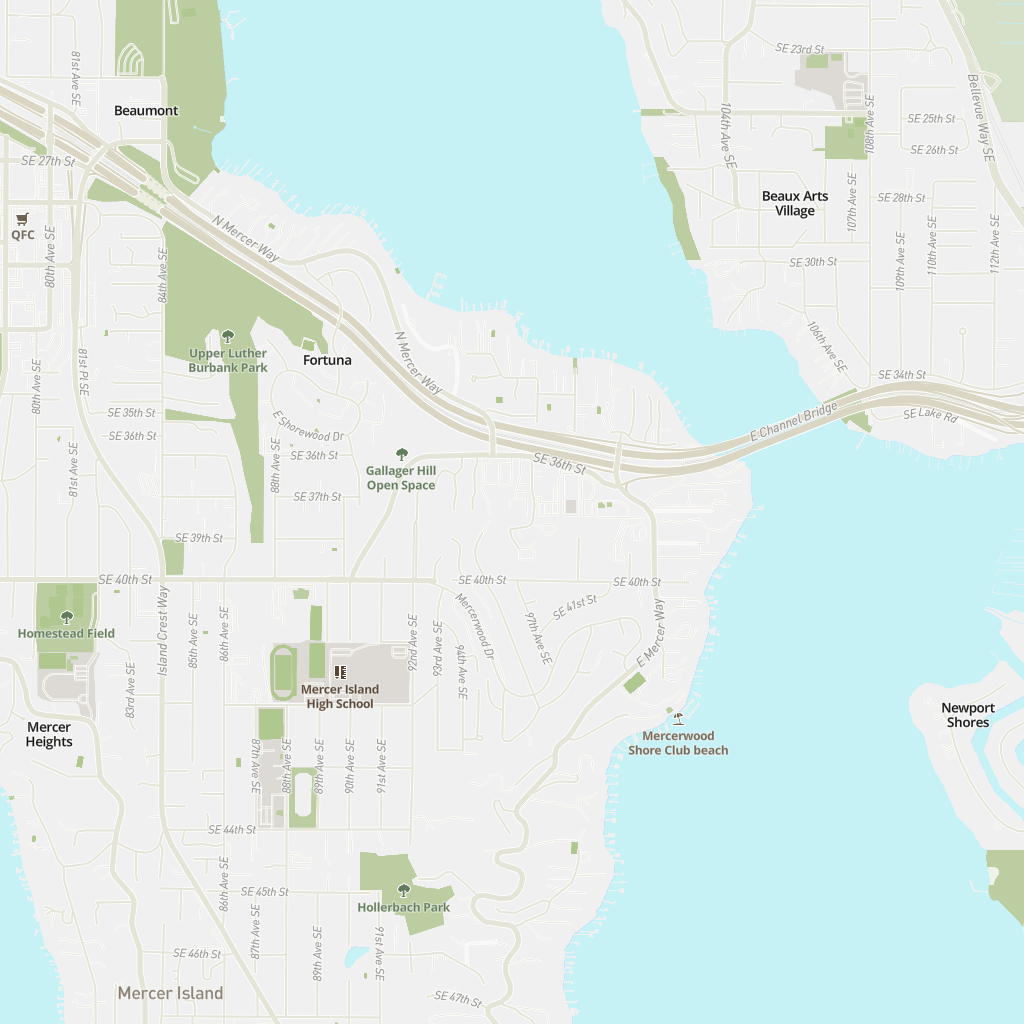 SE 23rd St
81st Ave SE
Beaumont
Bellevue Way SE
104th Ave SE
108th Ave SE
SE 25th St
SE 26th St
SE 27th St
Beaux Arts
Village
SE 28th St
107th Ave SE
QFC
80th Ave SE
N Mercer Way
84th Ave SE
109th Ave SE
110th Ave SE
112th Ave SE
SE 30th St
Upper Luther
Burbank Park
Fortuna
N Mercer Way
106th Ave SE
SE 34th St
80th Ave SE
81st Pl SE
SE 35th St
SE 36th St
E Shorewood Dr
SE 36th St
E Channel Bridge
SE Lake Rd
81st Ave SE
88th Ave SE
Gallager Hill
Open Space
SE 36th St
SE 37th St
SE 39th St
SE 40th St
SE 40th St
SE 40th St
Homestead Field
Island Crest Way
85th Ave SE
86th Ave SE
92nd Ave SE
93rd Ave SE
94th Ave SE
Mercerwood Dr
97th Ave SE
SE 41st St
E Mercer Way
83rd Ave SE
Mercer Island
High School
Mercer
Heights
Mercerwood
Shore Club beach
Newport
Shores
87th Ave SE
88th Ave SE
89th Ave SE
90th Ave SE
91st Ave SE
SE 44th St
86th Ave SE
SE 45th St
Hollerbach Park
87th Ave SE
89th Ave SE
91st Ave SE
SE 46th St
Mercer Island
SE 47th St